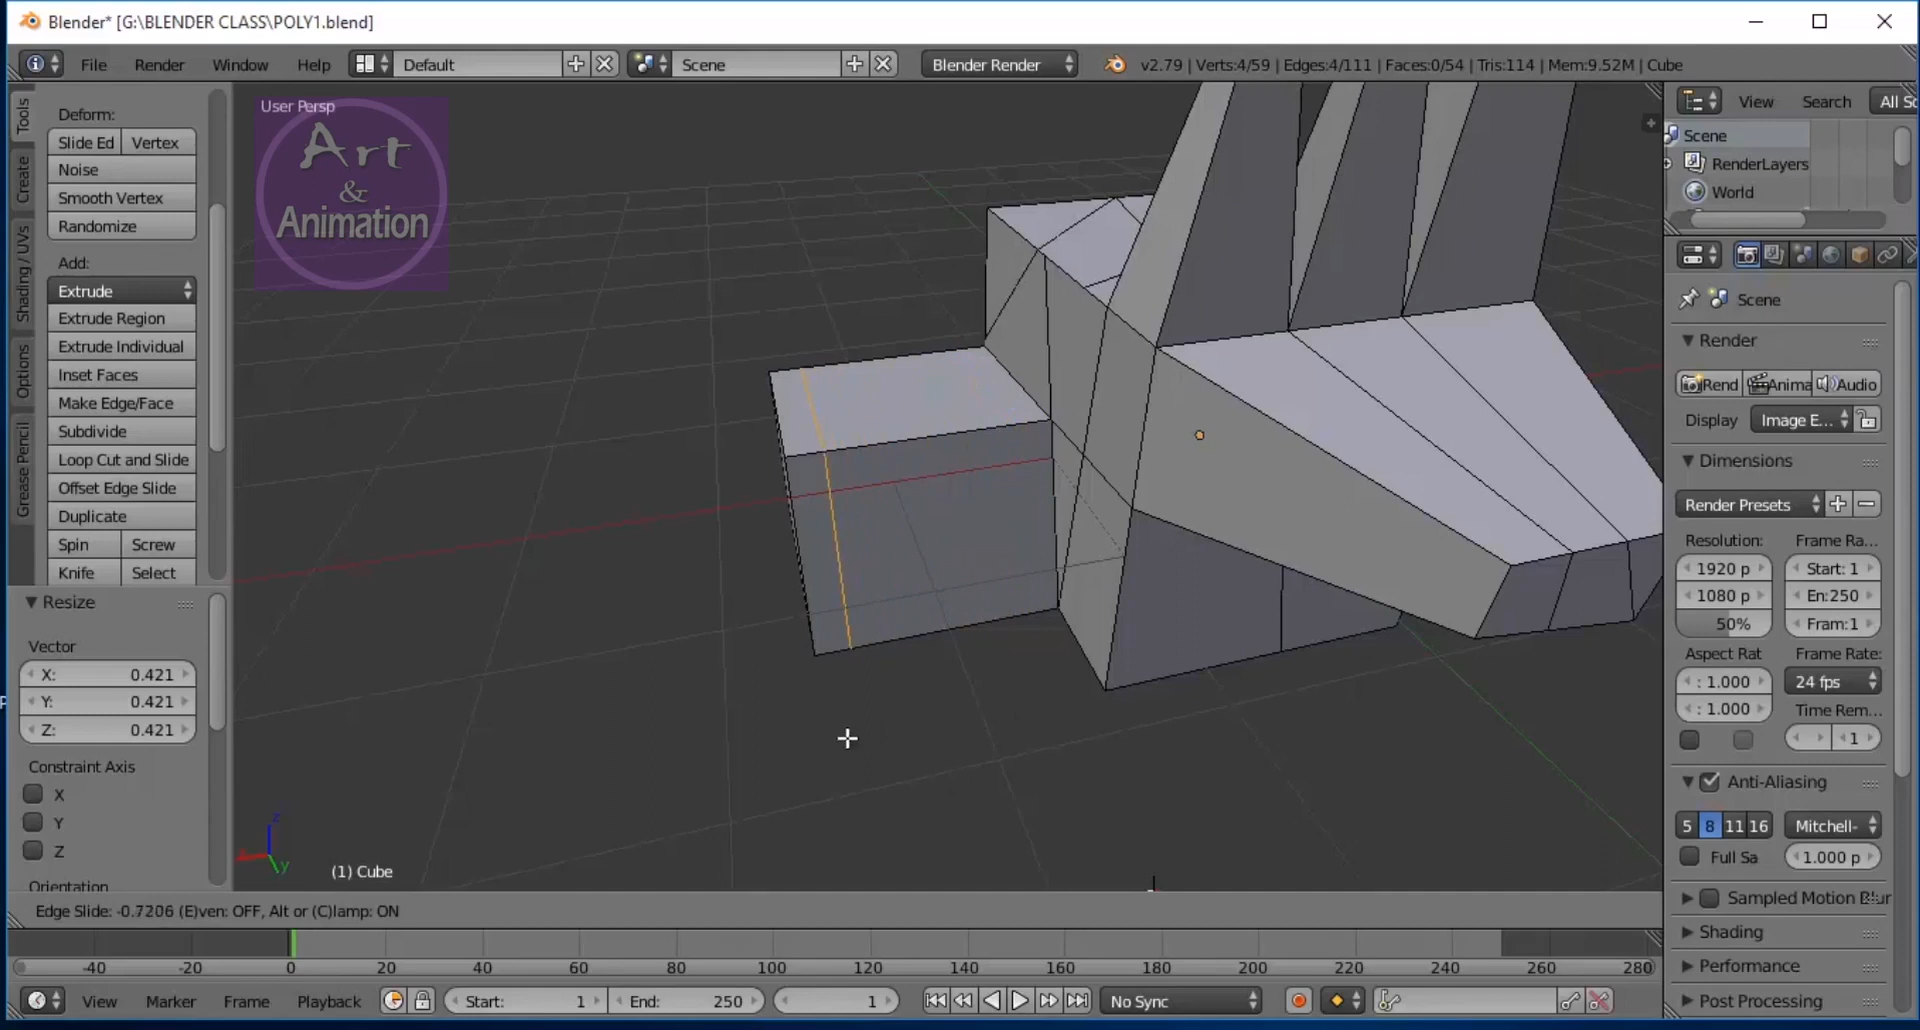 Blender* [G:\BLENDER CLASS\POLY1.blend]
File Render Window Help Default Scene Blender Render v2.79 | Verts:4/59 | Edges:4/111 | Faces:0/54 | Tris:114 | Mem:9.52M | Cube
Tools
Create
Shading / UVs
Options
Grease Pencil
Deform:
Slide Ed Vertex
Noise
Smooth Vertex
Randomize
Add:
Extrude
Extrude Region
Extrude Individual
Inset Faces
Make Edge/Face
Subdivide
Loop Cut and Slide
Offset Edge Slide
Duplicate
Spin Screw
Knife Select
Resize
Vector
X: 0.421
Y: 0.421
Z: 0.421
Constraint Axis
X
Y
Z
Orientation
User Persp
Art
&
Animation
z
y
(1) Cube
Edge Slide: -0.7206 (E)ven: OFF, Alt or (C)lamp: ON
-40 -20 0 20 40 60 80 100 120 140 160 180 200 220 240 260 280
View Marker Frame Playback Start: 1 End: 250 1 No Sync
View Search All Sc
Scene
RenderLayers
World
Scene
Render
Rend Anima Audio
Display Image E...
Dimensions
Render Presets
Resolution: Frame Ra...
1920 p Start: 1
1080 p En:250
50% Fram:1
Aspect Rat Frame Rate:
: 1.000 24 fps
: 1.000 Time Rem...
1
Anti-Aliasing
5 8 11 16 Mitchell-
Full Sa 1.000 p
Sampled Motion Blur
Shading
Performance
Post Processing